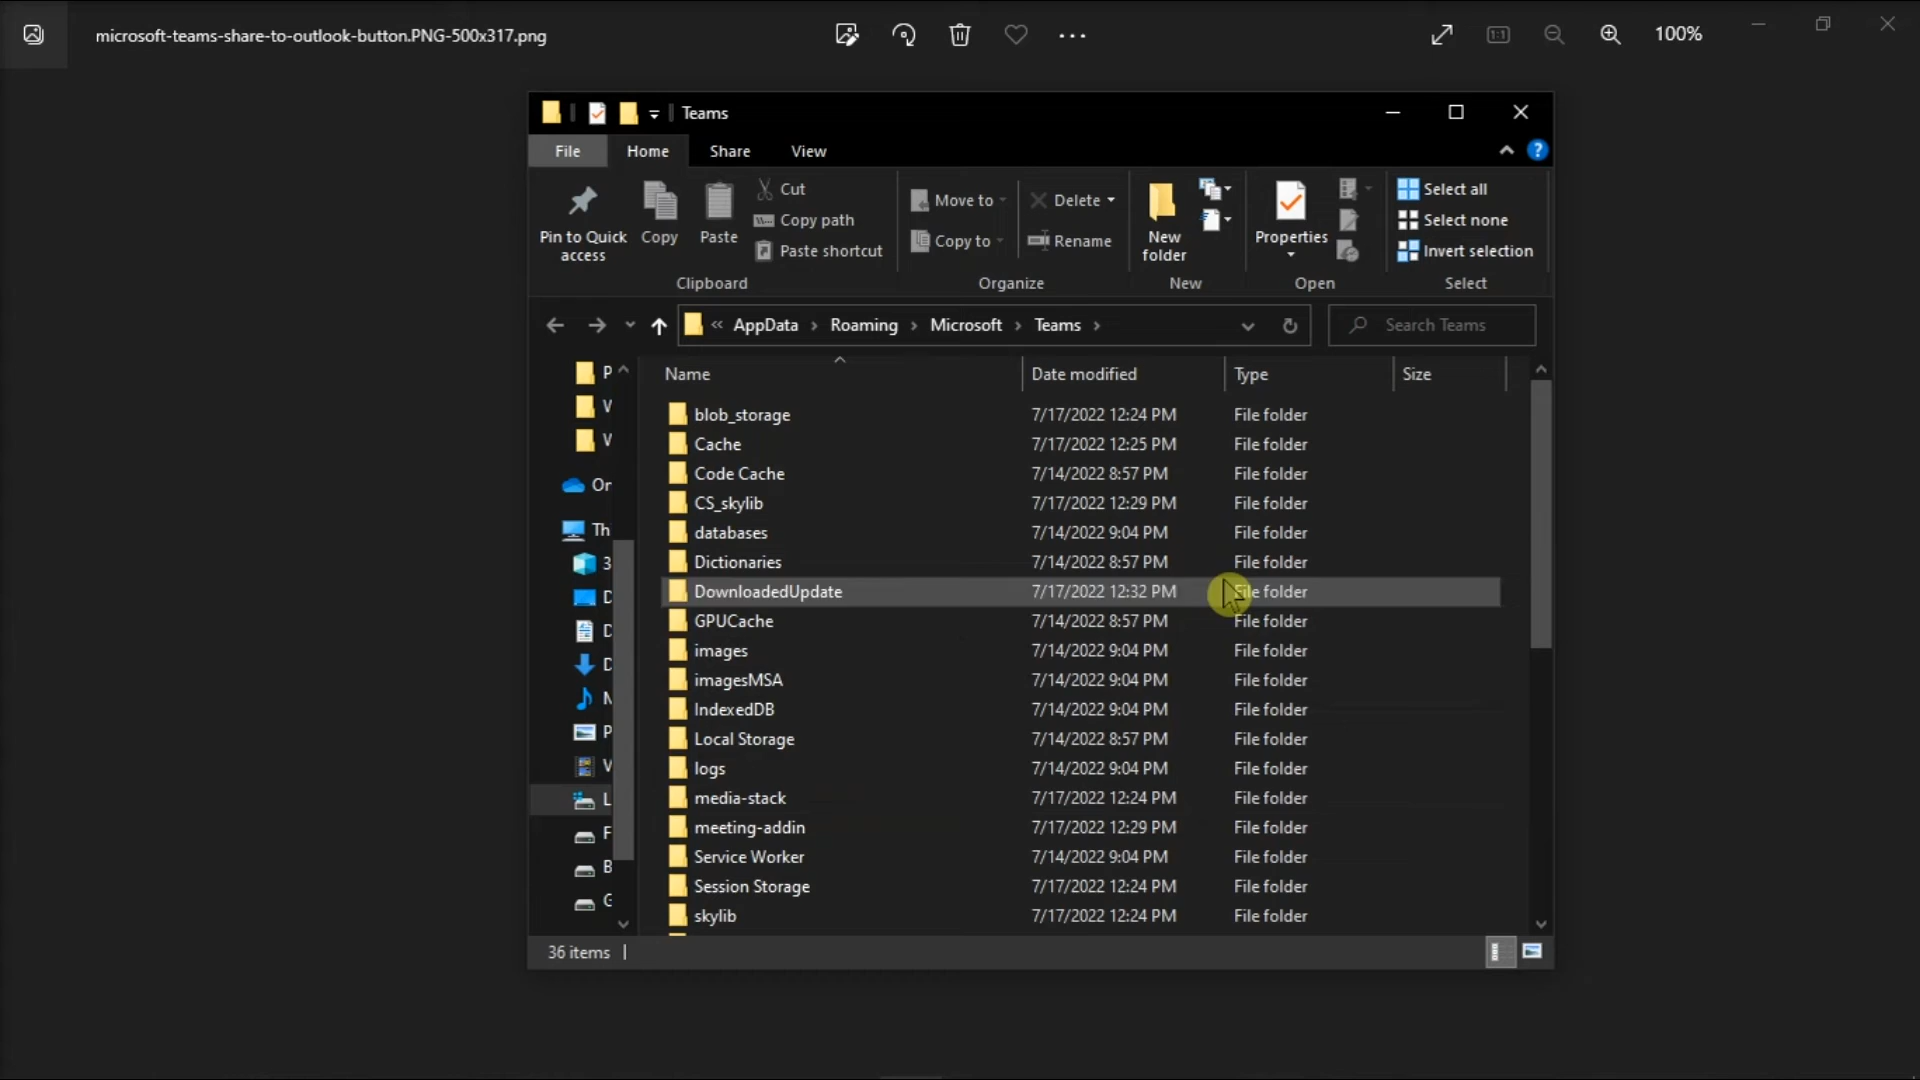 microsoft-teams-share-to-outlook-button.PNG-500x317.png
1:1
100%
Teams
File Home Share View
?
Pin to Quick access
Copy
Paste
Cut
Copy path
Paste shortcut
Clipboard
Move to
Copy to
Delete
Rename
Organize
New folder
New
Properties
Open
Select all
Select none
Invert selection
Select
« AppData › Roaming › Microsoft › Teams ›
Search Teams
Name Date modified Type Size
P
V
V
Or
Th
3
D
D
D
P
V
L
F
B
G
blob_storage 7/17/2022 12:24 PM File folder
Cache 7/17/2022 12:25 PM File folder
Code Cache 7/14/2022 8:57 PM File folder
CS_skylib 7/17/2022 12:29 PM File folder
databases 7/14/2022 9:04 PM File folder
Dictionaries 7/14/2022 8:57 PM File folder
DownloadedUpdate 7/17/2022 12:32 PM File folder
GPUCache 7/14/2022 8:57 PM File folder
images 7/14/2022 9:04 PM File folder
imagesMSA 7/14/2022 9:04 PM File folder
IndexedDB 7/14/2022 9:04 PM File folder
Local Storage 7/14/2022 8:57 PM File folder
logs 7/14/2022 9:04 PM File folder
media-stack 7/17/2022 12:24 PM File folder
meeting-addin 7/17/2022 12:29 PM File folder
Service Worker 7/14/2022 9:04 PM File folder
Session Storage 7/17/2022 12:24 PM File folder
skylib 7/17/2022 12:24 PM File folder
36 items